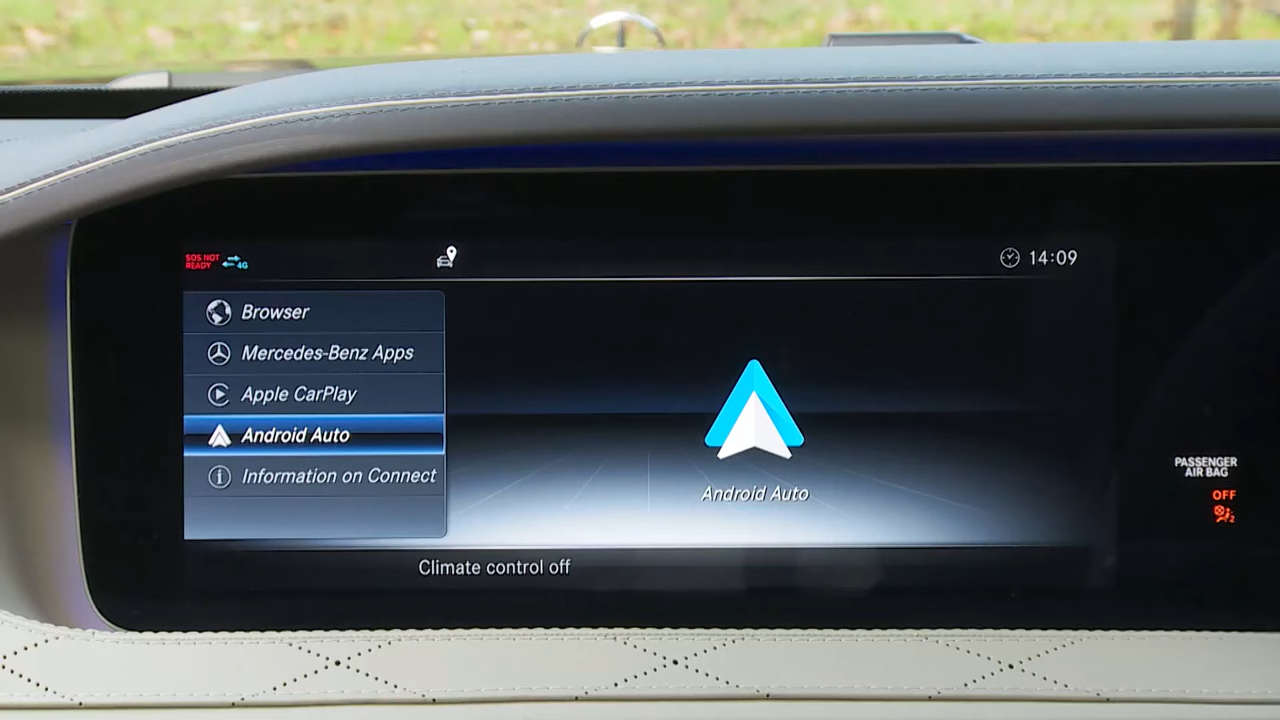 SOS NOT
READY
4G
14:09
Browser
Mercedes-Benz Apps
Apple CarPlay
Android Auto
Information on Connect
Android Auto
Climate control off
PASSENGER
AIR BAG
OFF
2